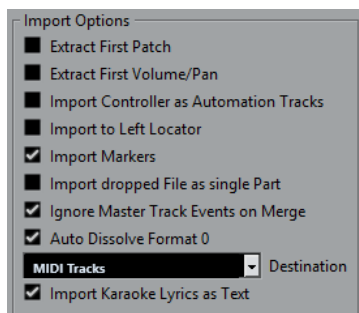 Import Options
Extract First Patch
Extract First Volume/Pan
Import Controller as Automation Tracks
Import to Left Locator
Import Markers
Import dropped File as single Part
Ignore Master Track Events on Merge
Auto Dissolve Format 0
MIDI Tracks Destination
Import Karaoke Lyrics as Text